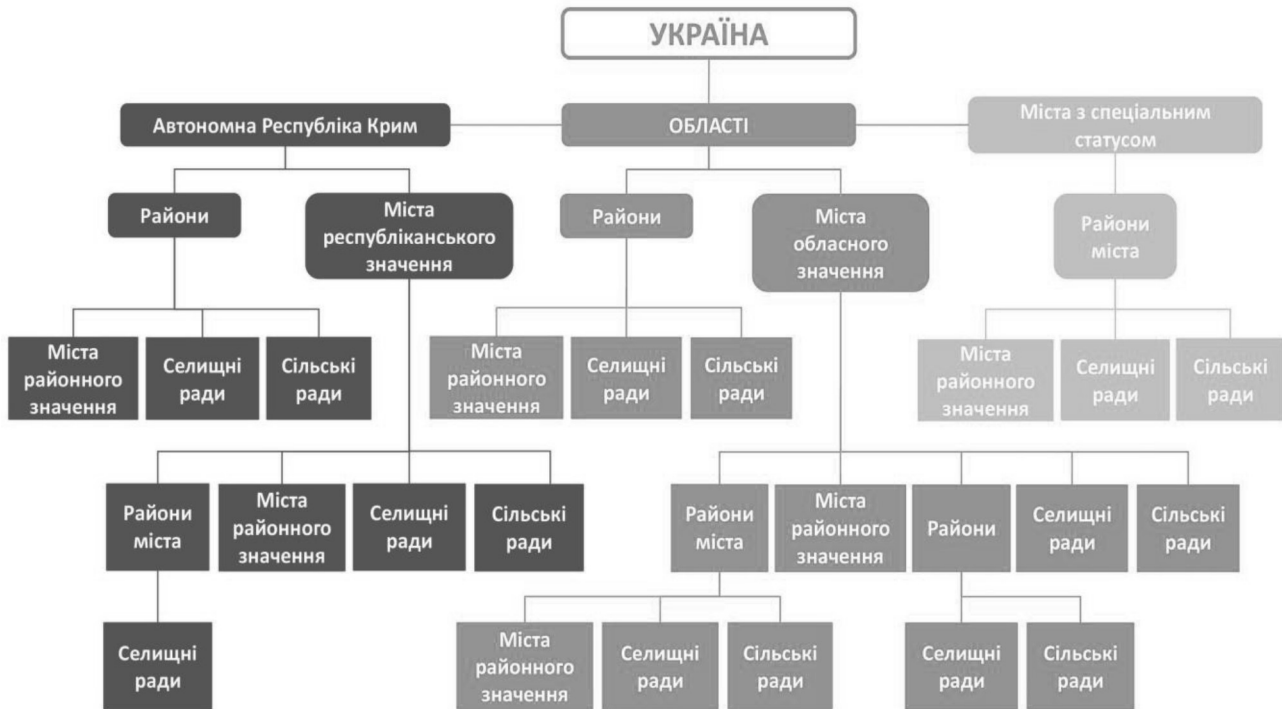 УКРАЇНА
Автономна Республіка Крим
ОБЛАСТІ
Міста з спеціальним
статусом
Райони
Міста
республіканського
значення
Райони
Міста
обласного
значення
Райони
міста
Міста
районного
значення
Селищні
ради
Сільські
ради
Міста
районного
значення
Селищні
ради
Сільські
ради
Міста
районного
значення
Селищні
ради
Сільські
ради
Райони
міста
Міста
районного
значення
Селищні
ради
Сільські
ради
Райони
міста
Міста
районного
значення
Райони
Селищні
ради
Сільські
ради
Селищні
ради
Міста
районного
значення
Селищні
ради
Сільські
ради
Селищні
ради
Сільські
ради